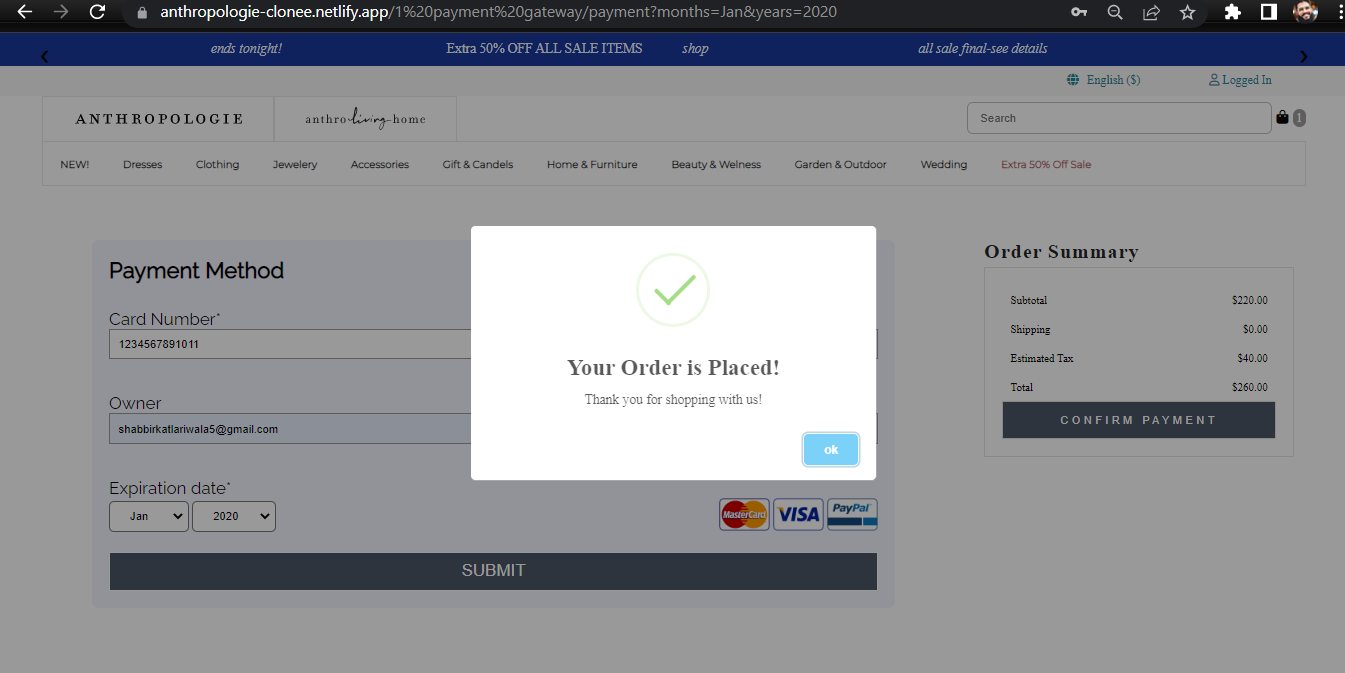 anthropologie-clonee.netlify.app/1%20payment%20gateway/payment?months=Jan&years=2020
ends tonight! Extra 50% OFF ALL SALE ITEMS shop all sale final-see details
English ($) Logged In
ANTHROPOLOGIE anthroliving-home Search 1
NEW! Dresses Clothing Jewelery Accessories Gift & Candels Home & Furniture Beauty & Welness Garden & Outdoor Wedding Extra 50% Off Sale
Payment Method
Card Number*
1234567891011
Owner
shabbirkatlariwala5@gmail.com
Expiration date*
Jan 2020
MasterCard VISA PayPal
SUBMIT
Your Order is Placed!
Thank you for shopping with us!
ok
Order Summary
Subtotal $220.00
Shipping $0.00
Estimated Tax $40.00
Total $260.00
CONFIRM PAYMENT